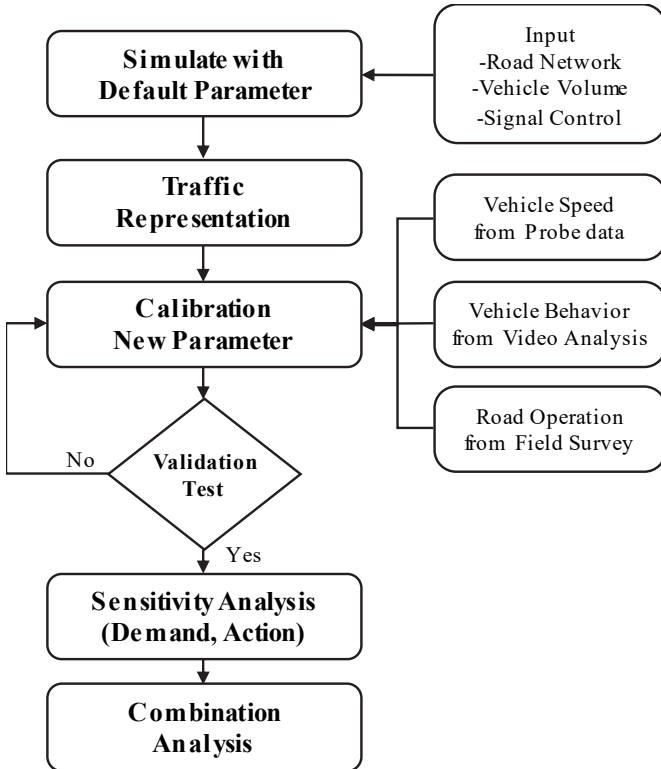 Simulate with
Default Parameter
Input
-Road Network
-Vehicle Volume
-Signal Control
Traffic
Representation
Vehicle Speed
from Probe data
Calibration
New Parameter
Vehicle Behavior
from Video Analysis
Road Operation
from Field Survey
No
Validation
Test
Yes
Sensitivity Analysis
(Demand, Action)
Combination
Analysis